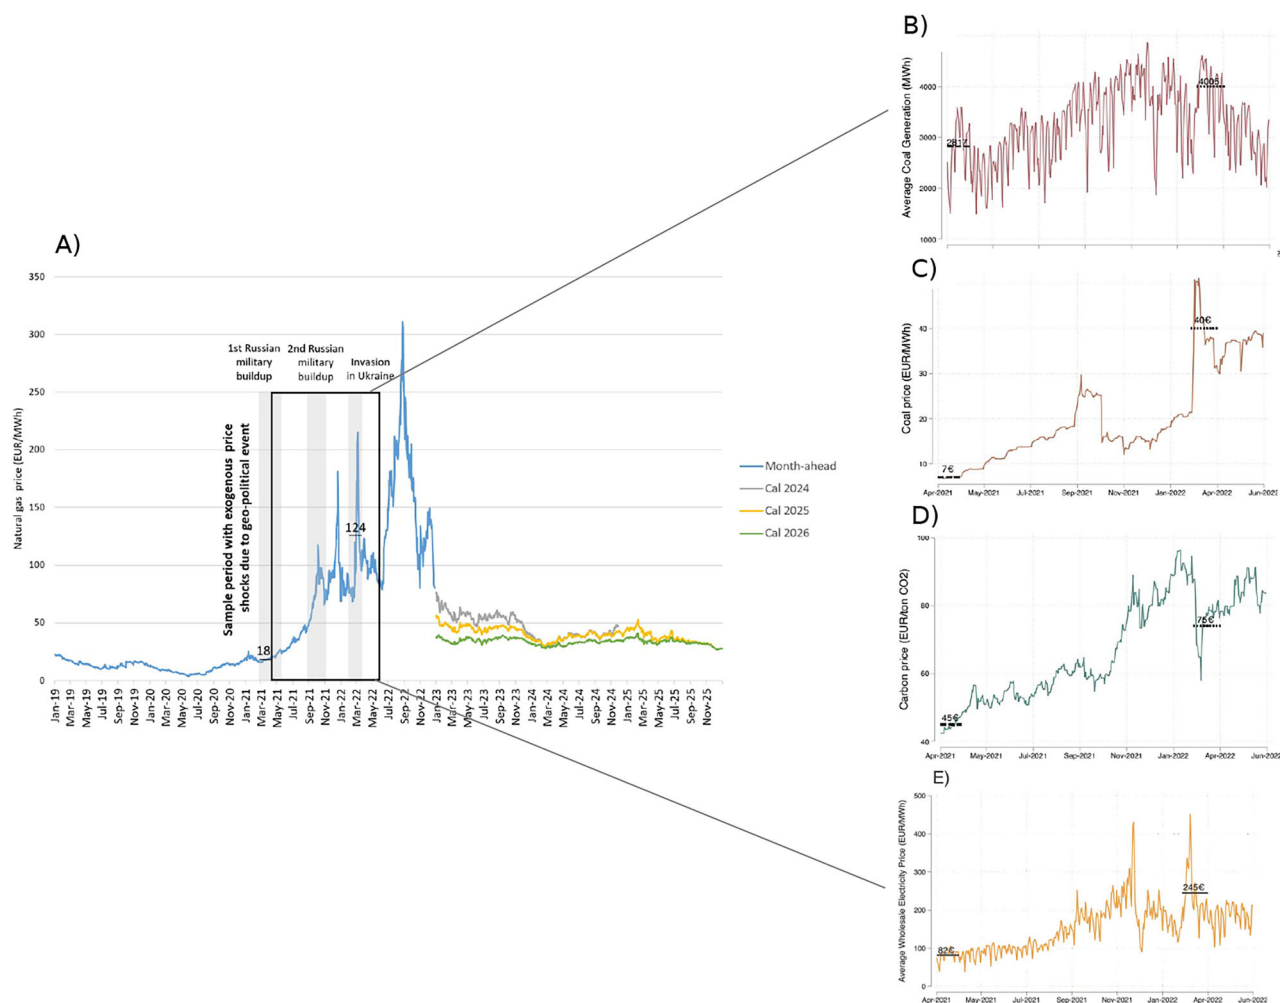 A)
350
300
250
200
150
100
50
0
Natural gas price (EUR/MWh)
1st Russian
military
buildup
2nd Russian
military
buildup
Invasion
in Ukraine
Sample period with exogenous price
shocks due to geo-political event
18
124
Jan-19
Mar-19
May-19
Jul-19
Sep-19
Nov-19
Jan-20
Mar-20
May-20
Jul-20
Sep-20
Nov-20
Jan-21
Mar-21
May-21
Jul-21
Sep-21
Nov-21
Jan-22
Mar-22
May-22
Jul-22
Sep-22
Nov-22
Jan-23
Mar-23
May-23
Jul-23
Sep-23
Nov-23
Jan-24
Mar-24
May-24
Jul-24
Sep-24
Nov-24
Jan-25
Mar-25
May-25
Jul-25
Sep-25
Nov-25
Month-ahead
Cal 2024
Cal 2025
Cal 2026
B)
Average Coal Generation (MWh)
4000
3000
2000
1000
2817
4005
C)
Coal price (EUR/MWh)
40
30
20
10
7€
40€
Apr-2021
May-2021
Jul-2021
Sep-2021
Nov-2021
Jan-2022
Apr-2022
Jun-2022
D)
Carbon price (EUR/ton CO2)
100
80
60
40
45€
75€
Apr-2021
May-2021
Jul-2021
Sep-2021
Nov-2021
Jan-2022
Apr-2022
Jun-2022
E)
Average Wholesale Electricity Price (EUR/MWh)
500
400
300
200
100
0
82€
245€
Apr-2021
May-2021
Jul-2021
Sep-2021
Nov-2021
Jan-2022
Apr-2022
Jun-2022